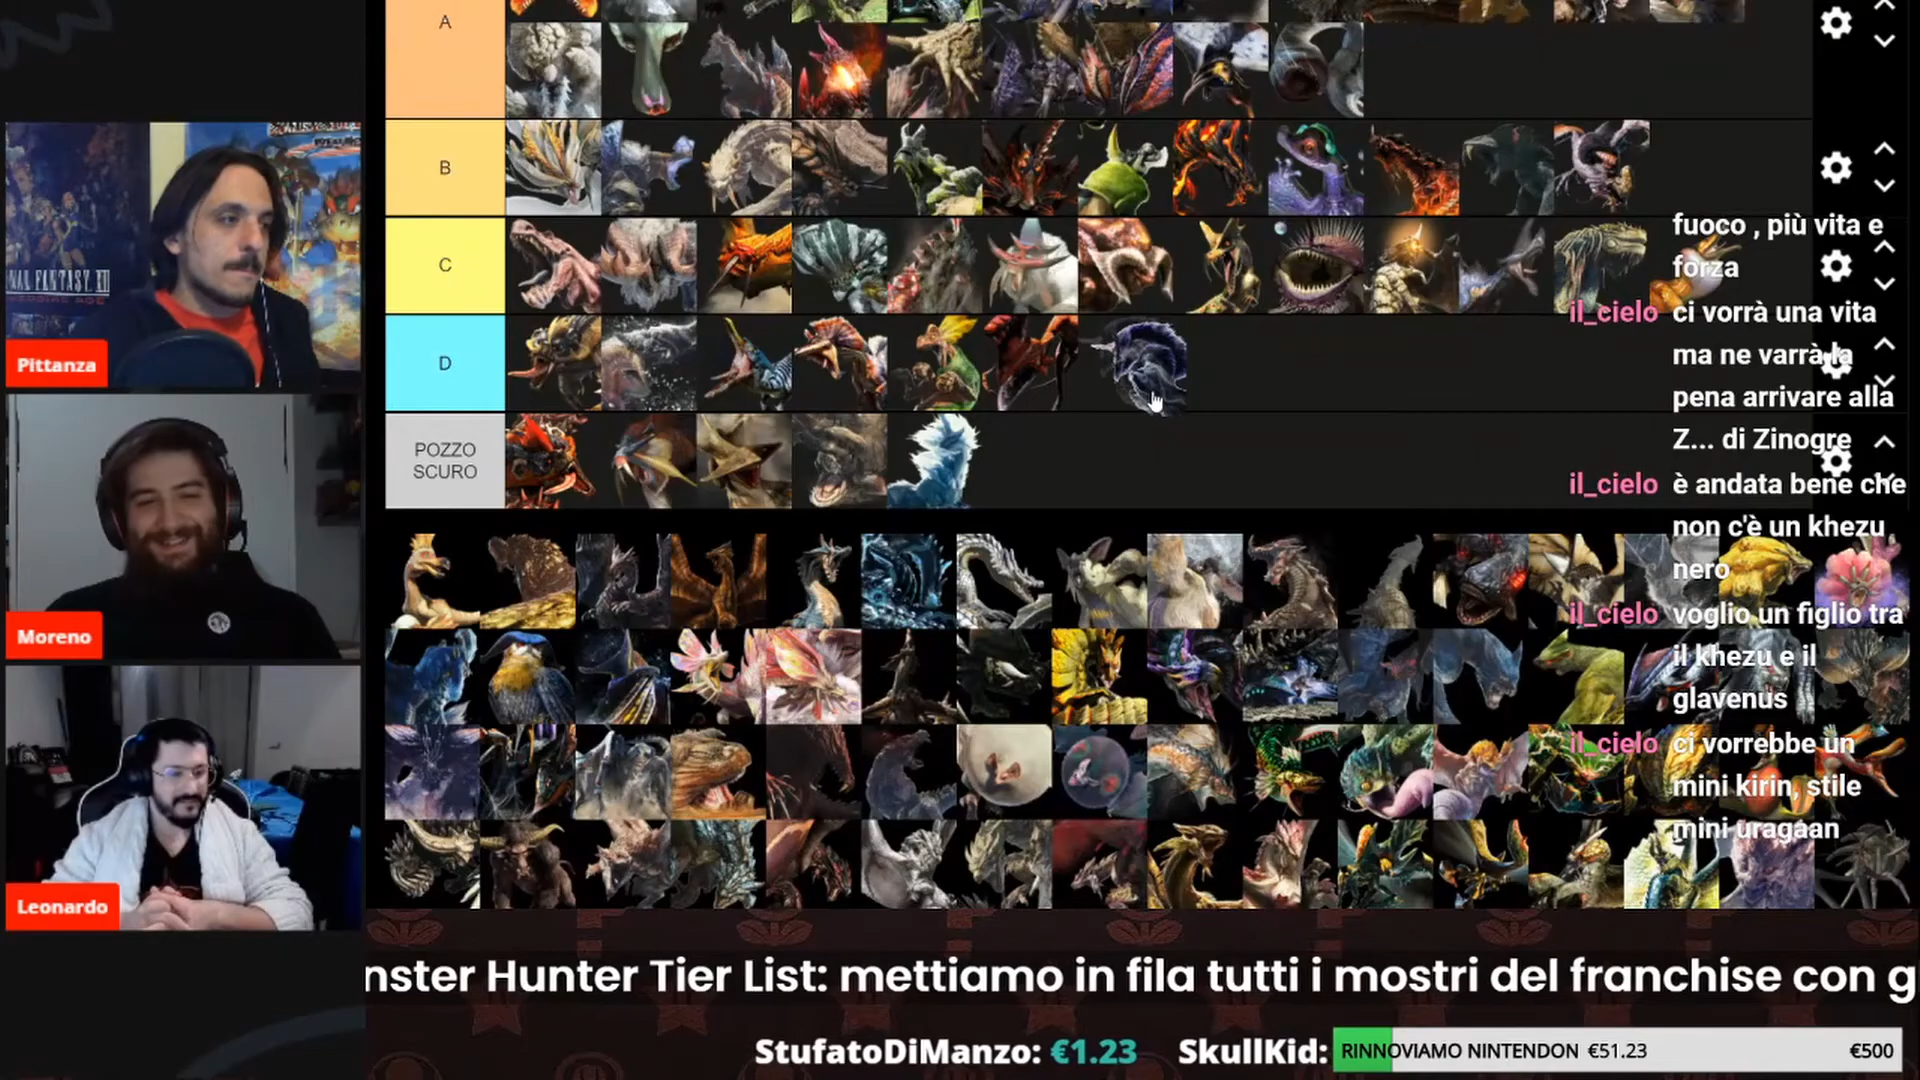 A
B
C
D
POZZO
SCURO
FINAL FANTASY XII
Pittanza
Moreno
Leonardo
fuoco , più vita e
forza
il_cielo ci vorrà una vita
ma ne varrà la
pena arrivare alla
Z... di Zinogre
il_cielo è andata bene che
non c'è un khezu
nero
il_cielo voglio un figlio tra
il khezu e il
glavenus
il_cielo ci vorrebbe un
mini kirin, stile
mini uragaan
nster Hunter Tier List: mettiamo in fila tutti i mostri del franchise con g
StufatoDiManzo: €1.23 SkullKid: RINNOVIAMO NINTENDON €51.23 €500